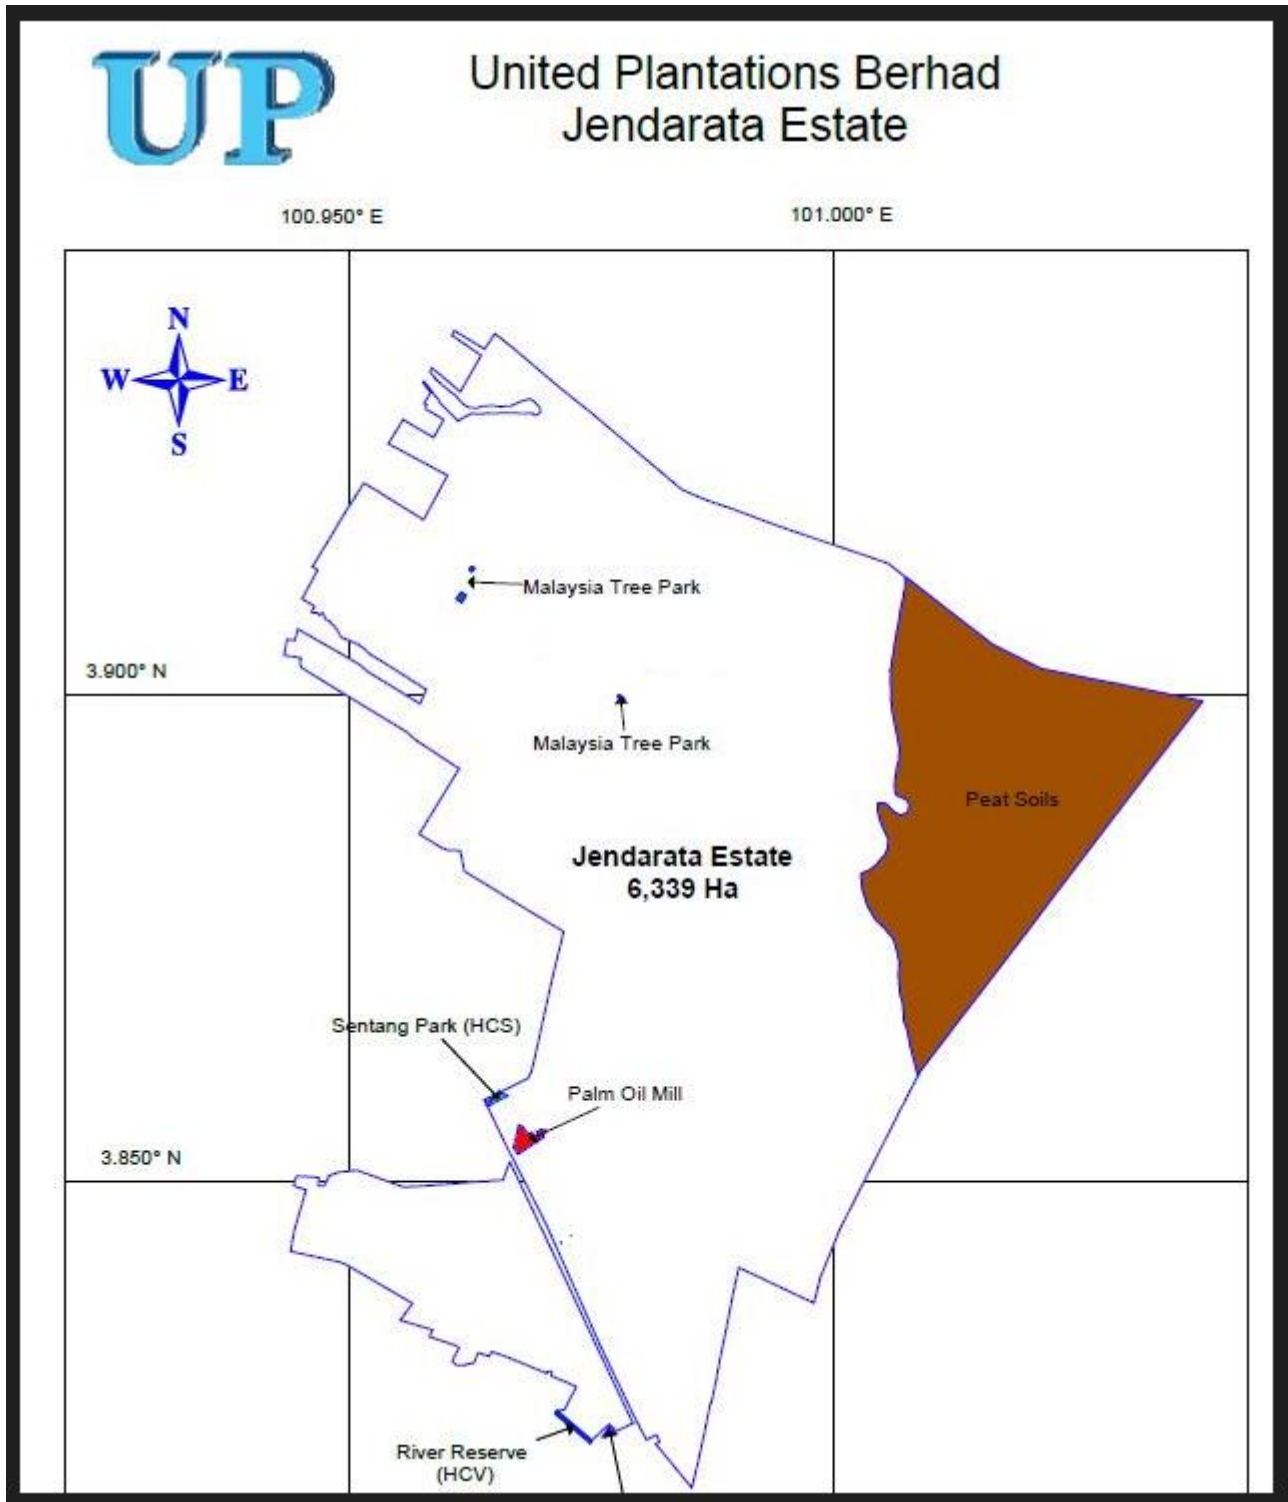 UP
United Plantations Berhad
Jendarata Estate
100.950° E
101.000° E
N
W
E
S
Malaysia Tree Park
3.900° N
Malaysia Tree Park
Peat Soils
Jendarata Estate
6,339 Ha
Sentang Park (HCS)
Palm Oil Mill
3.850° N
River Reserve
(HCV)